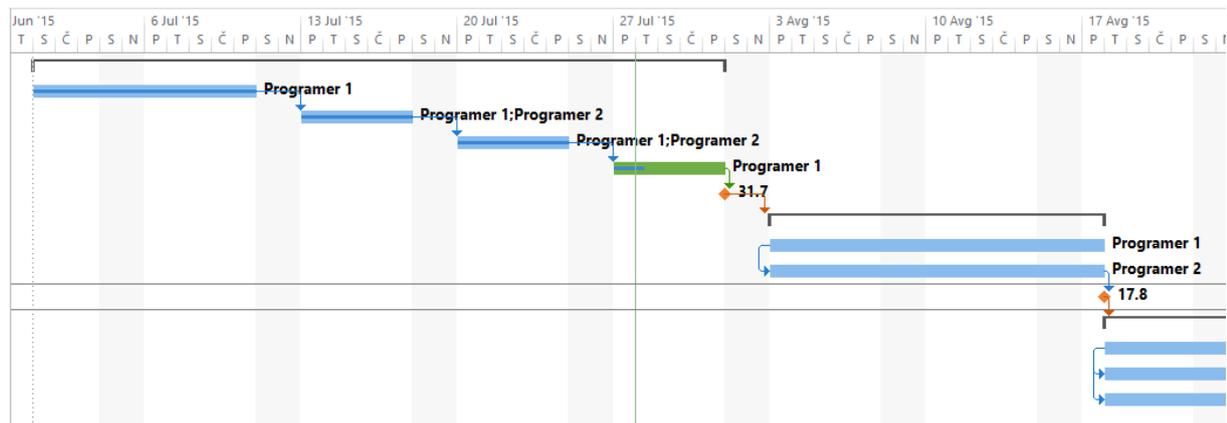 Jun '15 6 Jul '15 13 Jul '15 20 Jul '15 27 Jul '15 3 Avg '15 10 Avg '15 17 Avg '15
T S Č P S N P T S Č P S N P T S Č P S N P T S Č P S N P T S Č P S N P T S Č P S N P T S Č P S N P T S Č P S
Programer 1
Programer 1;Programer 2
Programer 1;Programer 2
Programer 1
31.7
Programer 1
Programer 2
17.8